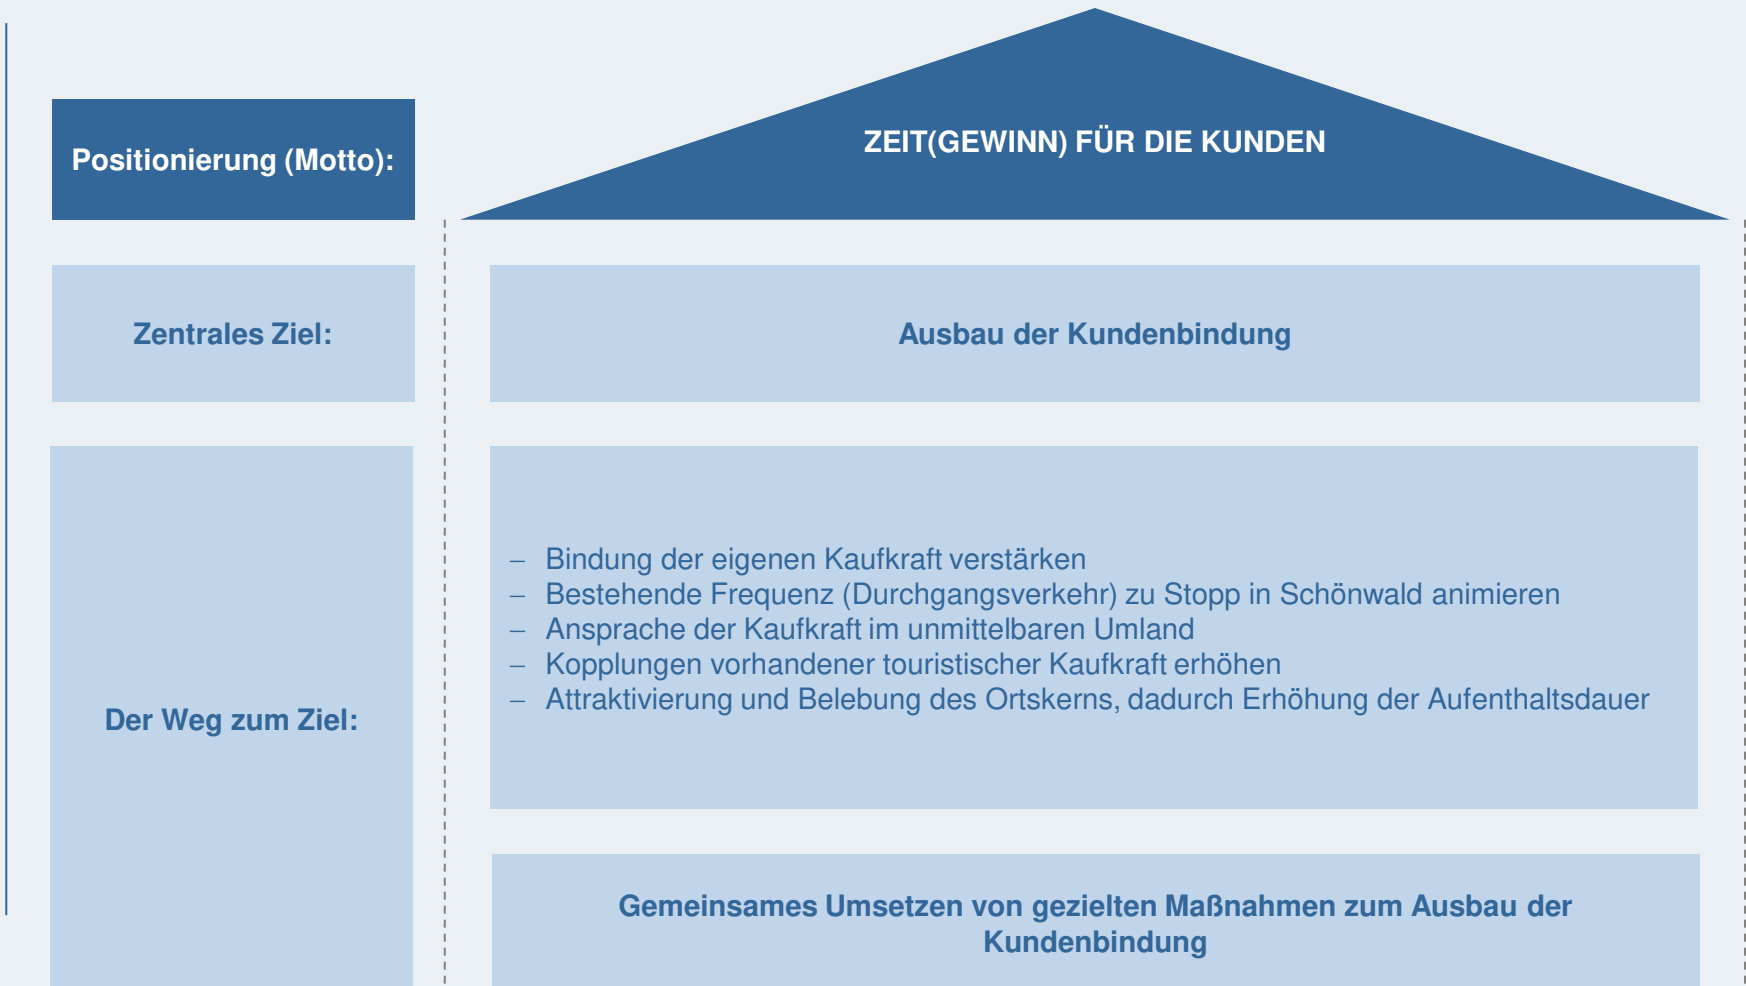 Positionierung (Motto):
ZEIT(GEWINN) FÜR DIE KUNDEN
Zentrales Ziel:
Ausbau der Kundenbindung
Der Weg zum Ziel:
– Bindung der eigenen Kaufkraft verstärken
– Bestehende Frequenz (Durchgangsverkehr) zu Stopp in Schönwald animieren
– Ansprache der Kaufkraft im unmittelbaren Umland
– Kopplungen vorhandener touristischer Kaufkraft erhöhen
– Attraktivierung und Belebung des Ortskerns, dadurch Erhöhung der Aufenthaltsdauer
Gemeinsames Umsetzen von gezielten Maßnahmen zum Ausbau der
Kundenbindung